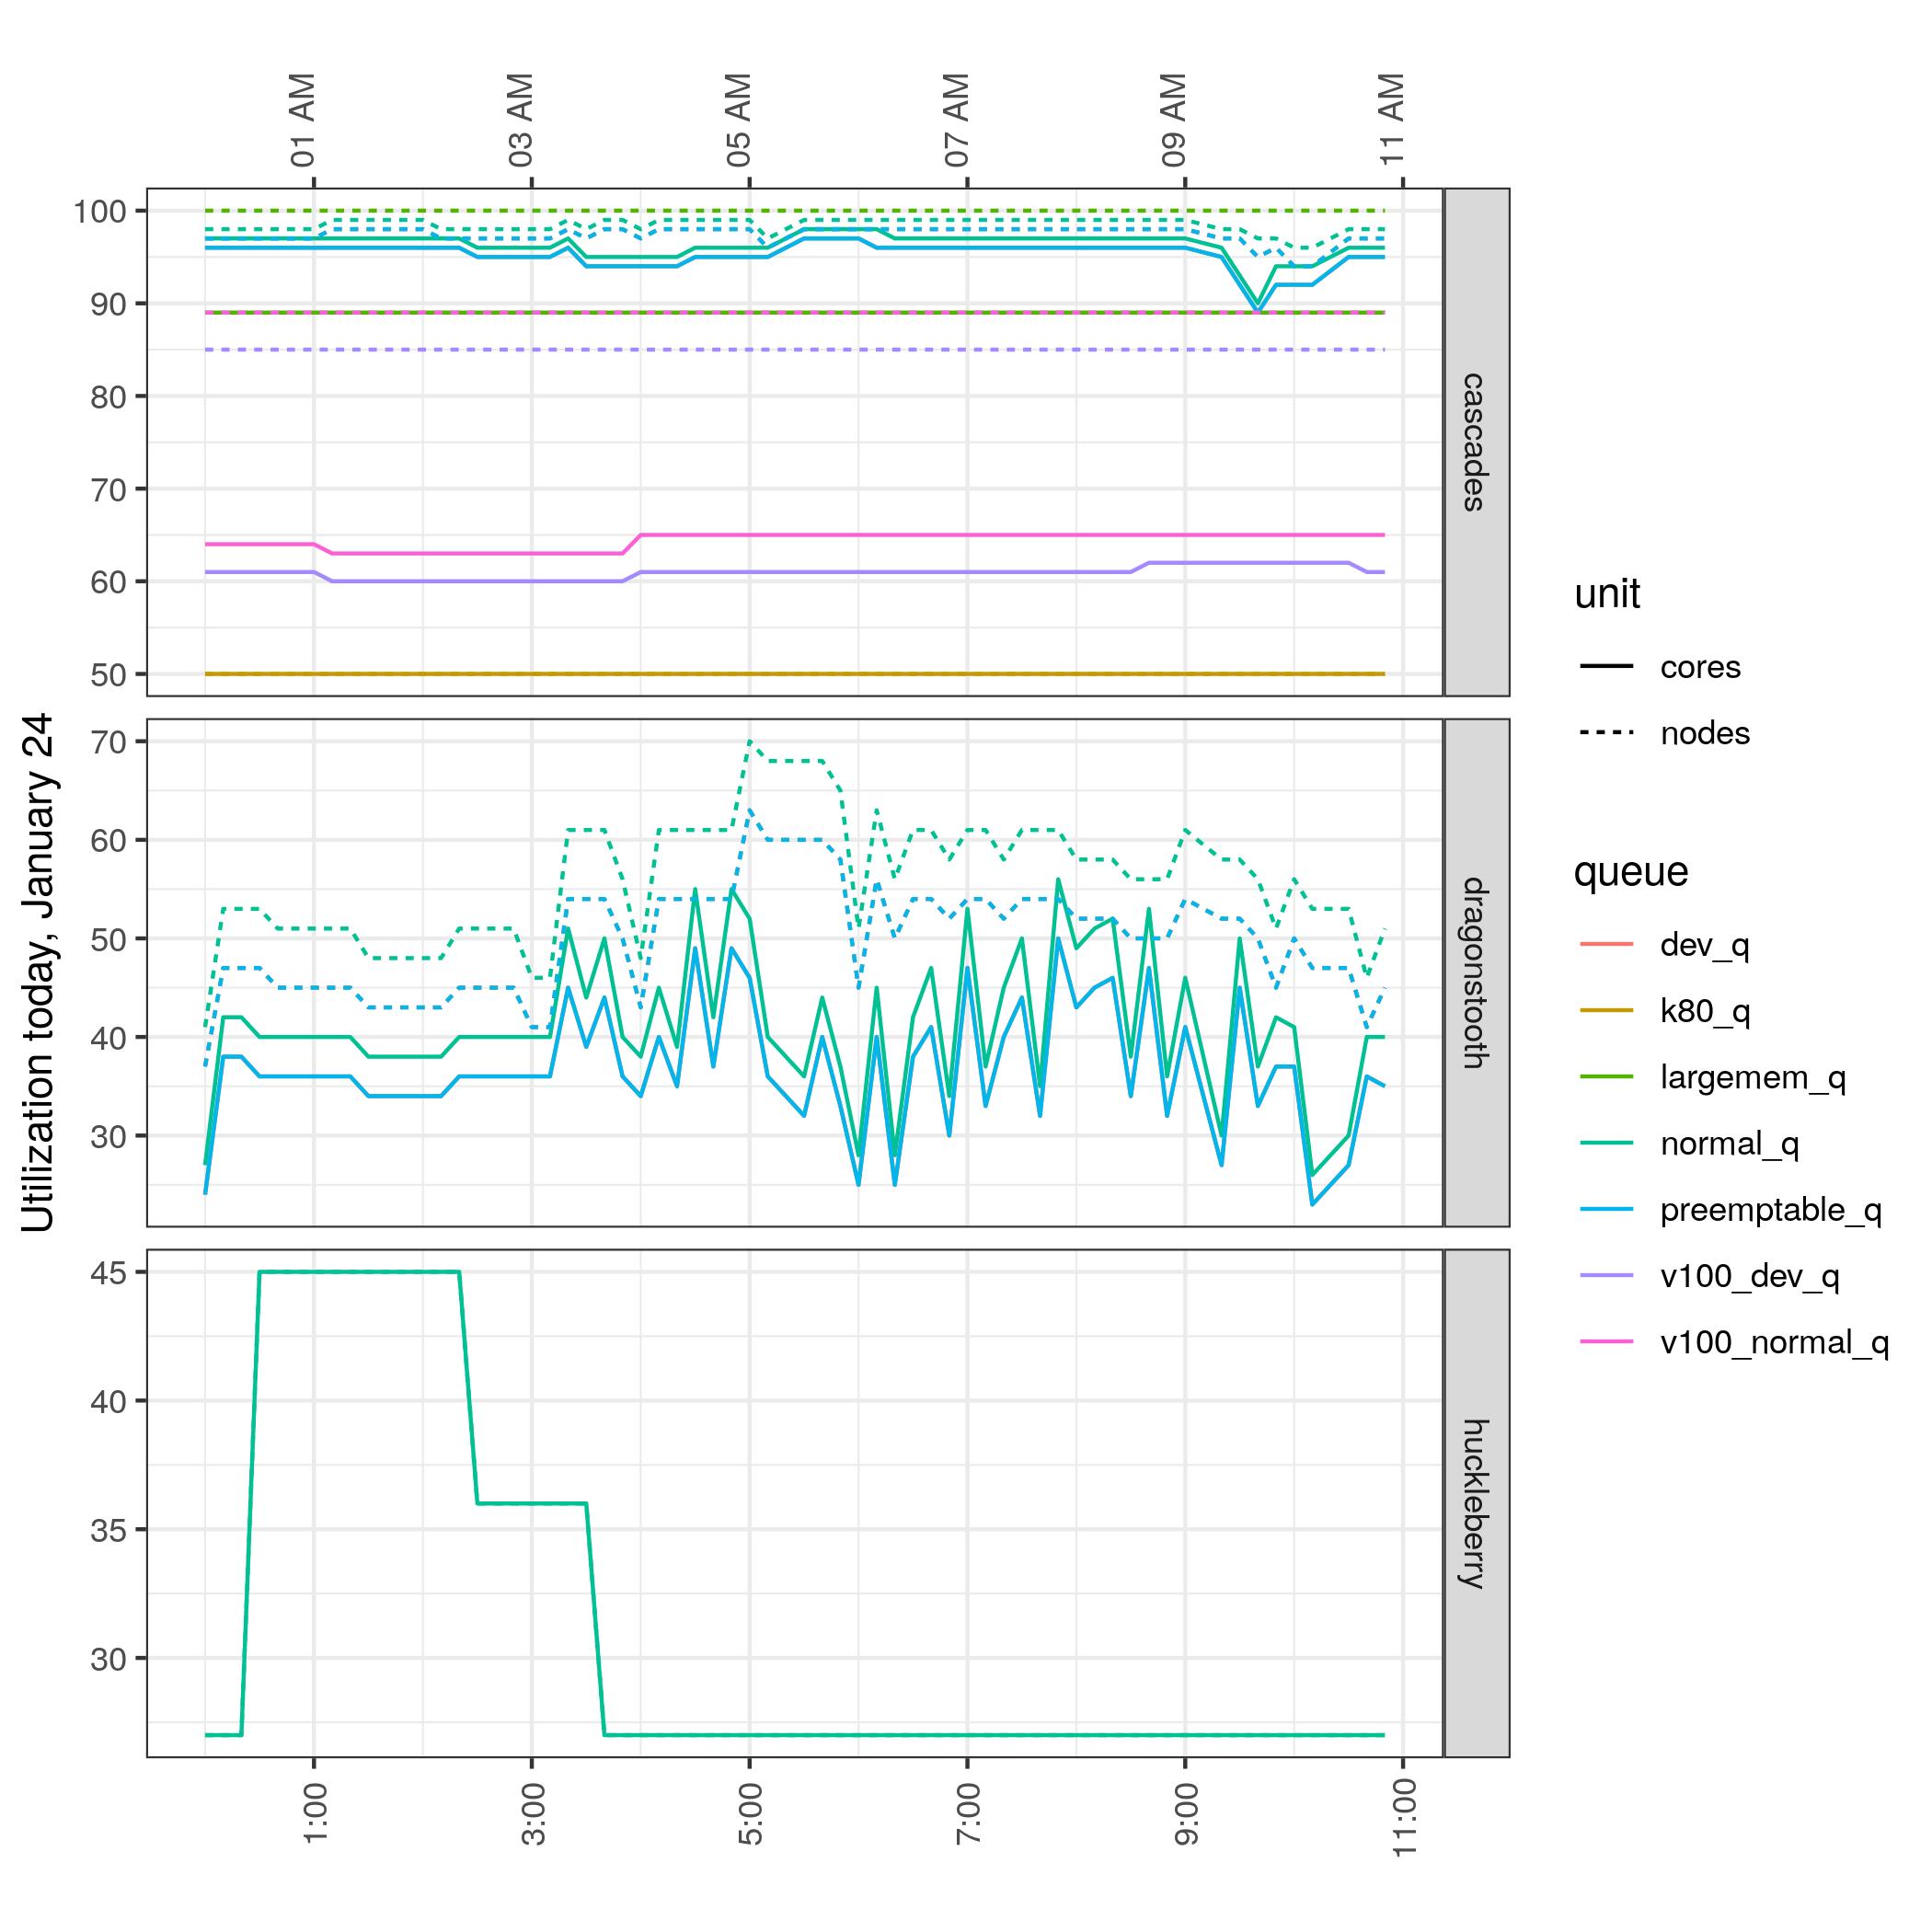 01 AM
03 AM
05 AM
07 AM
09 AM
11 AM
Utilization today, January 24
100
90
80
70
60
50
cascades
70
60
50
40
30
dragonstooth
45
40
35
30
huckleberry
1:00
3:00
5:00
7:00
9:00
11:00
unit
cores
nodes
queue
dev_q
k80_q
largemem_q
normal_q
preemptable_q
v100_dev_q
v100_normal_q